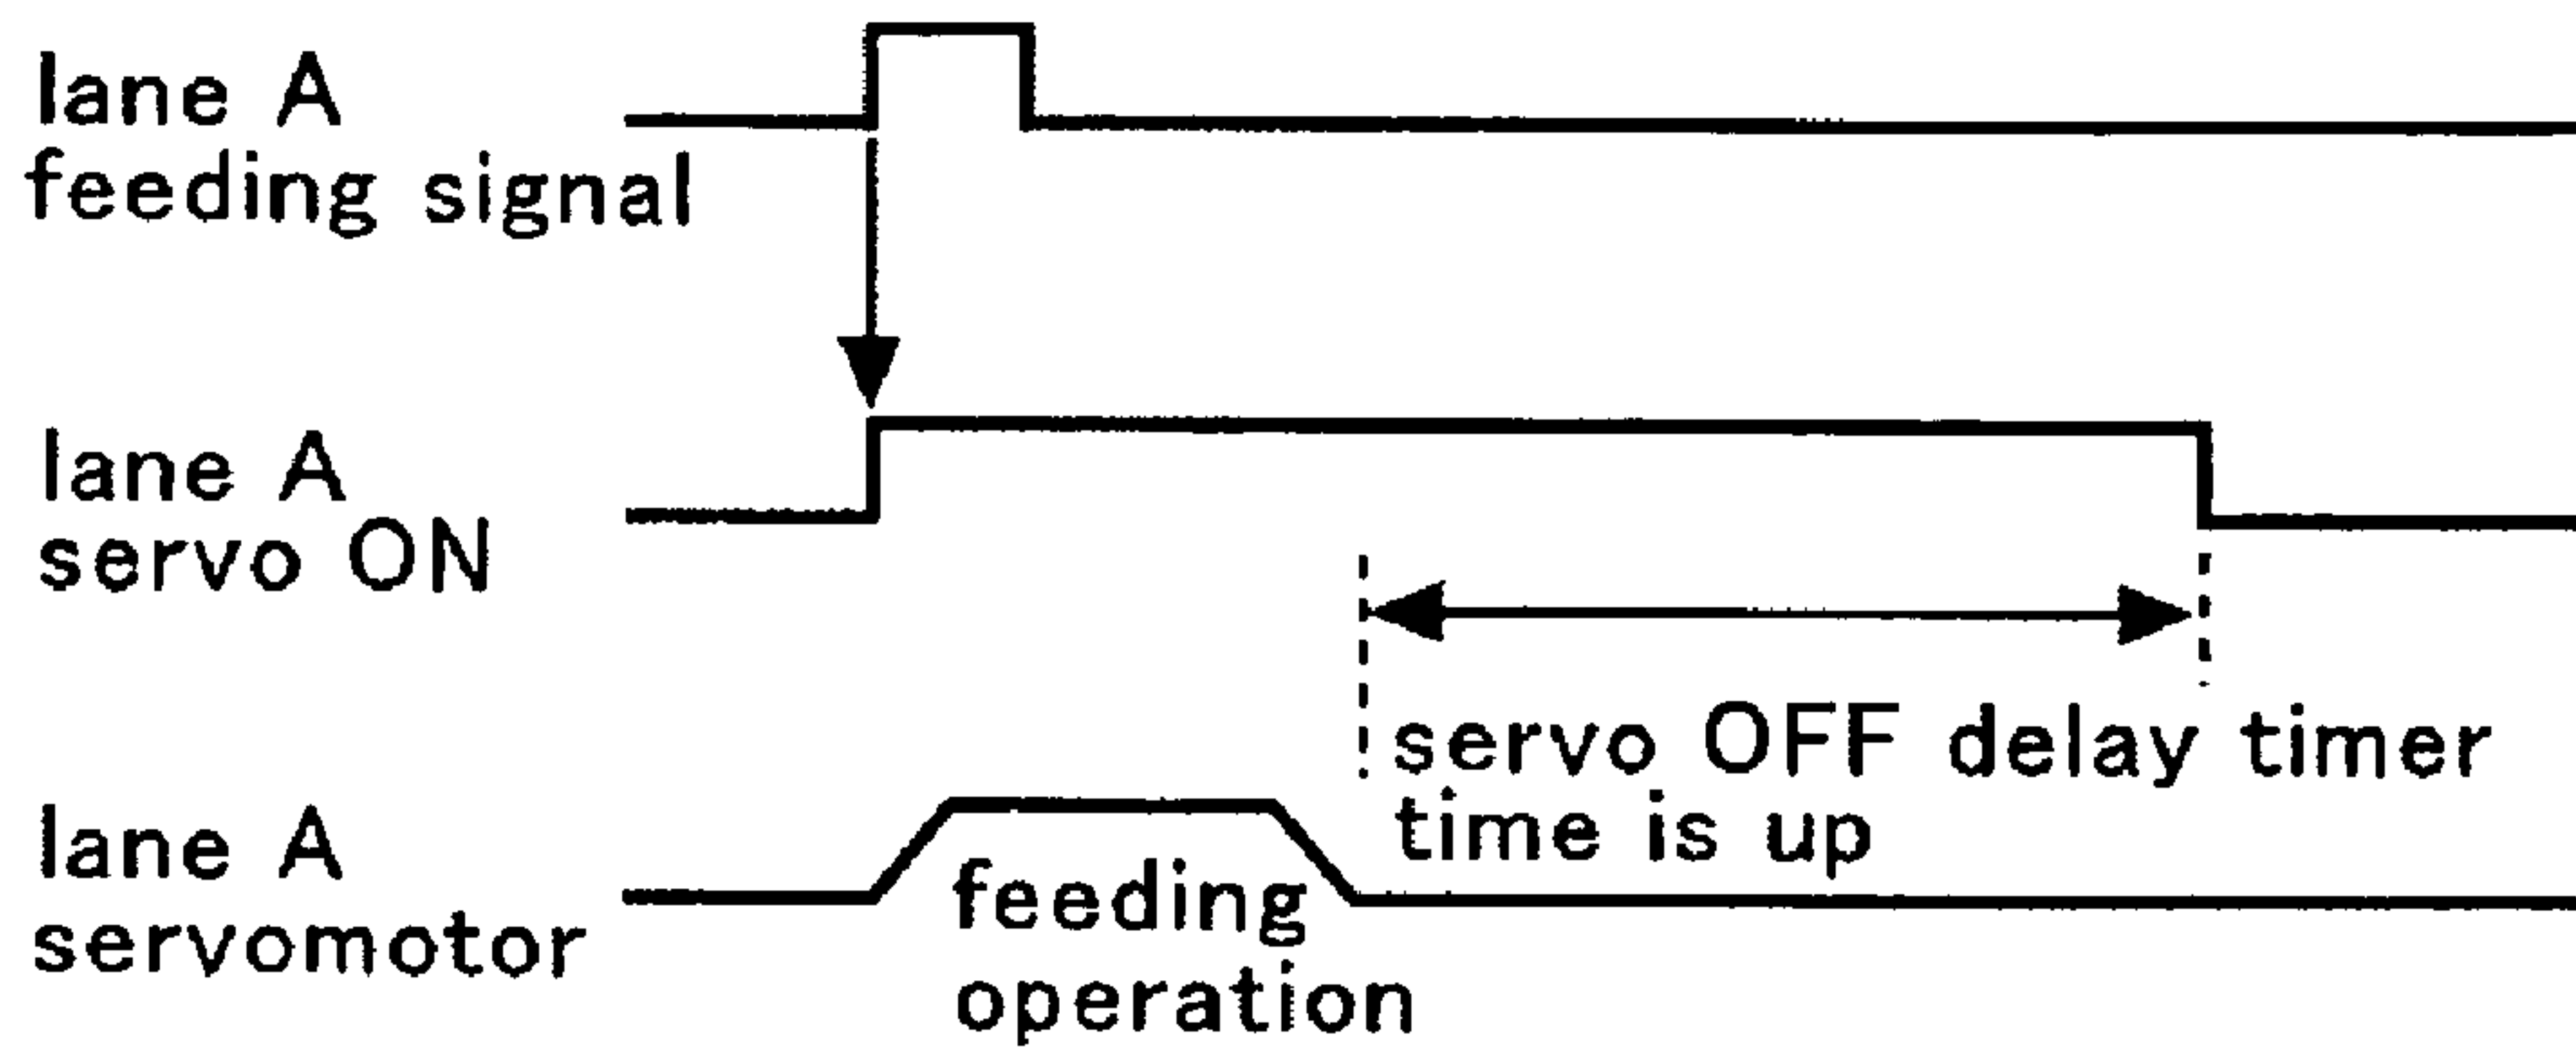 lane A
feeding signal
lane A
servo ON
servo OFF delay timer
time is up
lane A
servomotor
feeding
operation